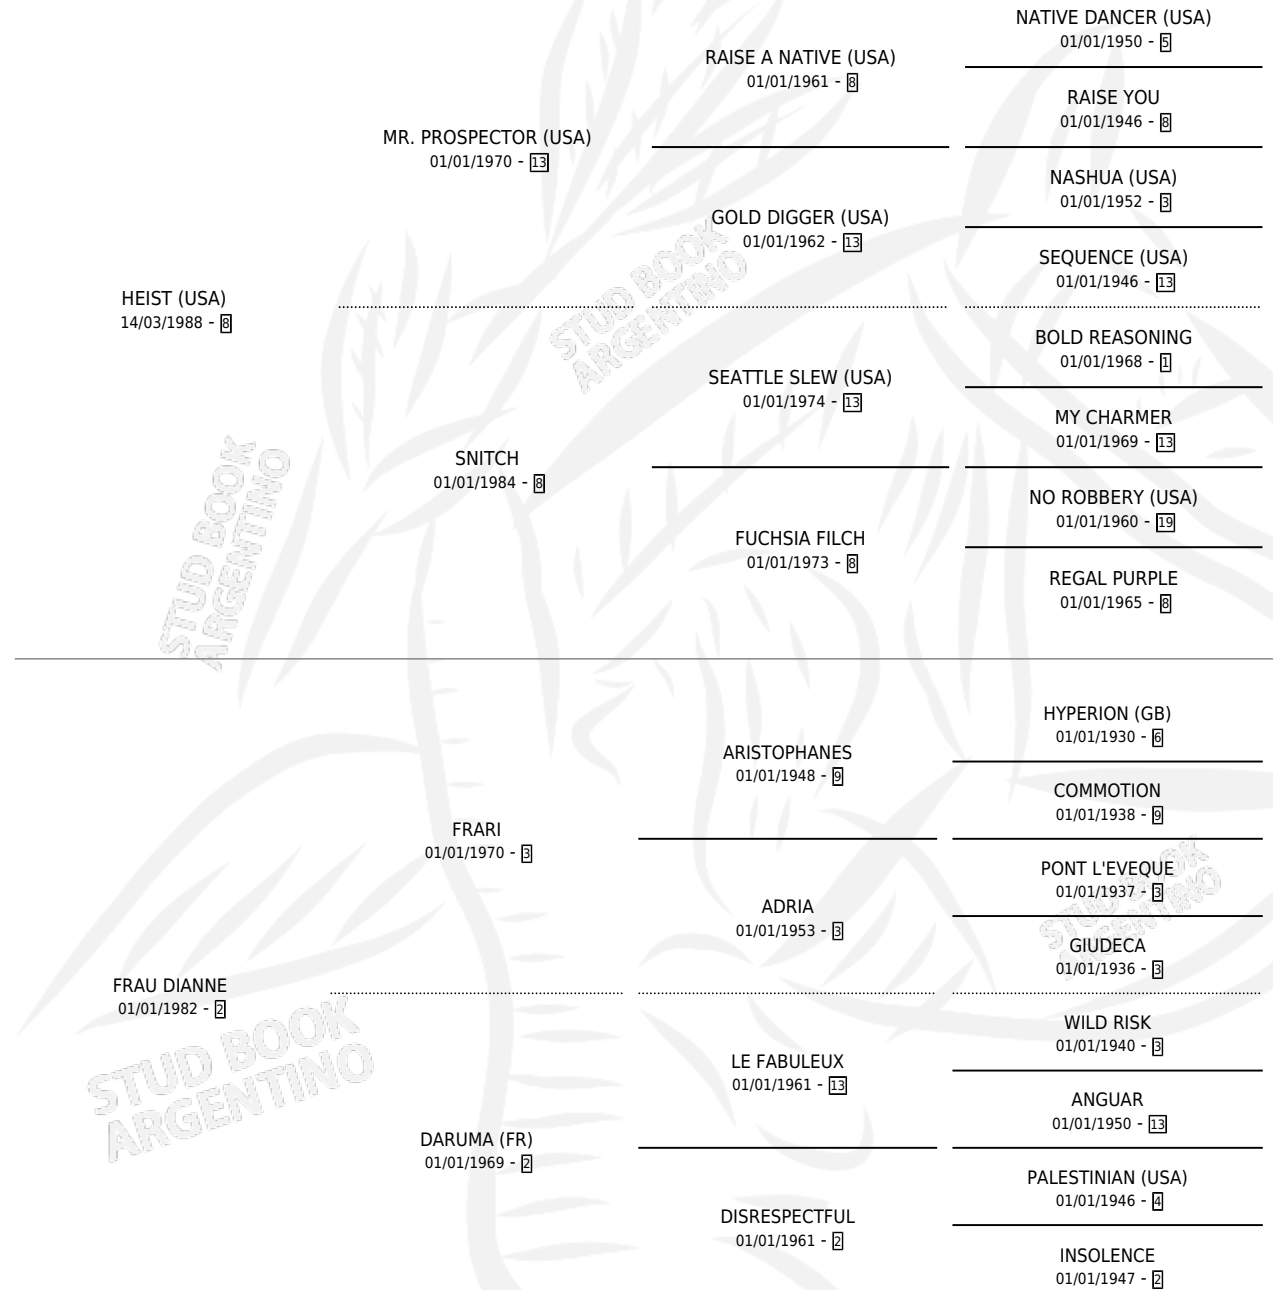 NATIVE DANCER (USA)
01/01/1950 - 5
RAISE A NATIVE (USA)
01/01/1961 - 8
RAISE YOU
01/01/1946 - 8
MR. PROSPECTOR (USA)
01/01/1970 - 13
NASHUA (USA)
01/01/1952 - 3
GOLD DIGGER (USA)
01/01/1962 - 13
SEQUENCE (USA)
01/01/1946 - 13
HEIST (USA)
14/03/1988 - 8
BOLD REASONING
01/01/1968 - 1
SEATTLE SLEW (USA)
01/01/1974 - 13
MY CHARMER
01/01/1969 - 13
SNITCH
01/01/1984 - 8
NO ROBBERY (USA)
01/01/1960 - 19
FUCHSIA FILCH
01/01/1973 - 8
REGAL PURPLE
01/01/1965 - 8
HYPERION (GB)
01/01/1930 - 6
ARISTOPHANES
01/01/1948 - 9
COMMOTION
01/01/1938 - 9
FRARI
01/01/1970 - 3
PONT L'EVEQUE
01/01/1937 - 3
ADRIA
01/01/1953 - 3
GIUDECA
01/01/1936 - 3
FRAU DIANNE
01/01/1982 - 2
WILD RISK
01/01/1940 - 3
LE FABULEUX
01/01/1961 - 13
ANGUAR
01/01/1950 - 13
DARUMA (FR)
01/01/1969 - 2
PALESTINIAN (USA)
01/01/1946 - 4
DISRESPECTFUL
01/01/1961 - 2
INSOLENCE
01/01/1947 - 2
STUD BOOK
ARGENTINO
STUD BOOK
ARGENTINO
STUD BOOK
ARGENTINO
STUD BOOK
ARGENTINO